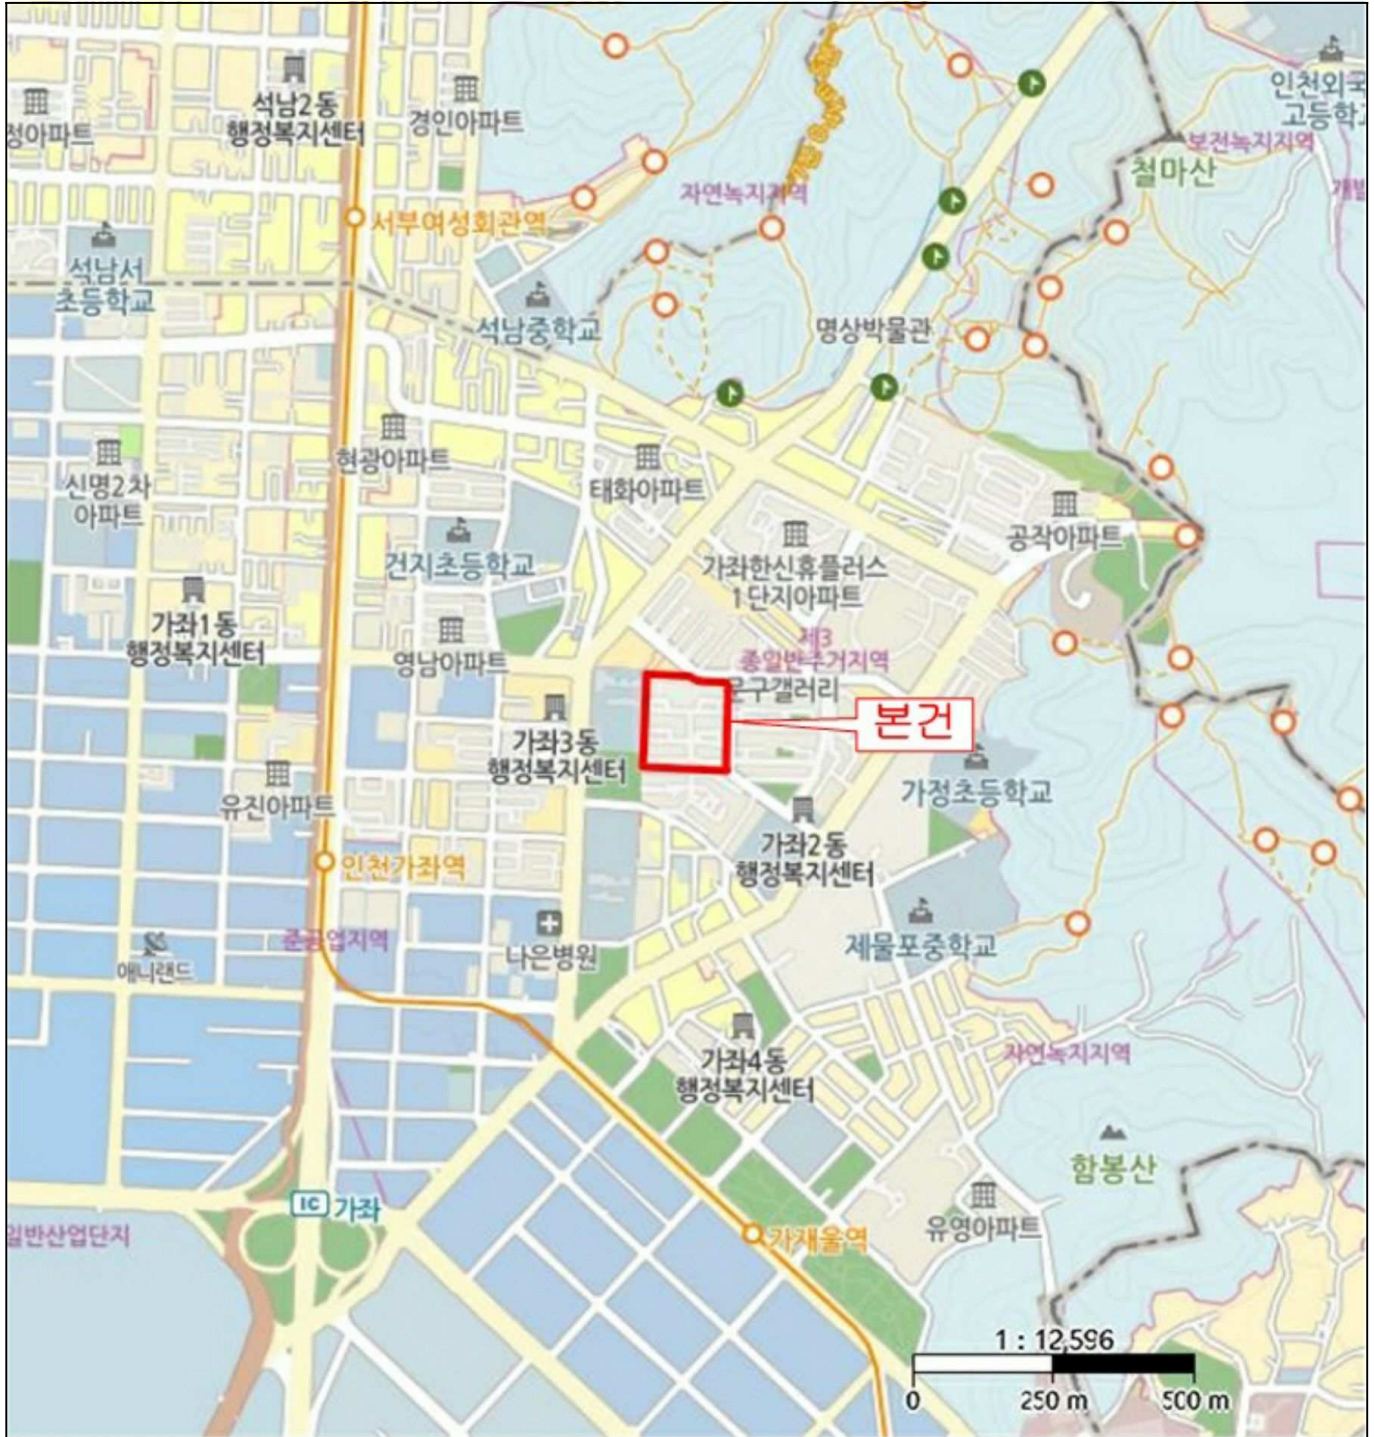 석남2동
행정복지센터
경인아파트
정아파트
인천외국
고등학교
보전녹지지역
철마산
개발
자연녹지지역
서부여성회관역
석남서
초등학교
석남중학교
명상박물관
현광아파트
태화아파트
신명2차
아파트
공작아파트
건지초등학교
가좌한신휴플러스
1단지아파트
가좌1동
행정복지센터
영남아파트
제3
종일반주거지역
문구갤러리
본건
가좌3동
행정복지센터
유진아파트
가정초등학교
가좌2동
행정복지센터
인천가좌역
준공업지역
나은병원
제물포중학교
애니랜드
가좌4동
행정복지센터
자연녹지지역
함봉산
IC 가좌
일반산업단지
가재울역
유영아파트
1 : 12,596
0 250 m 500 m